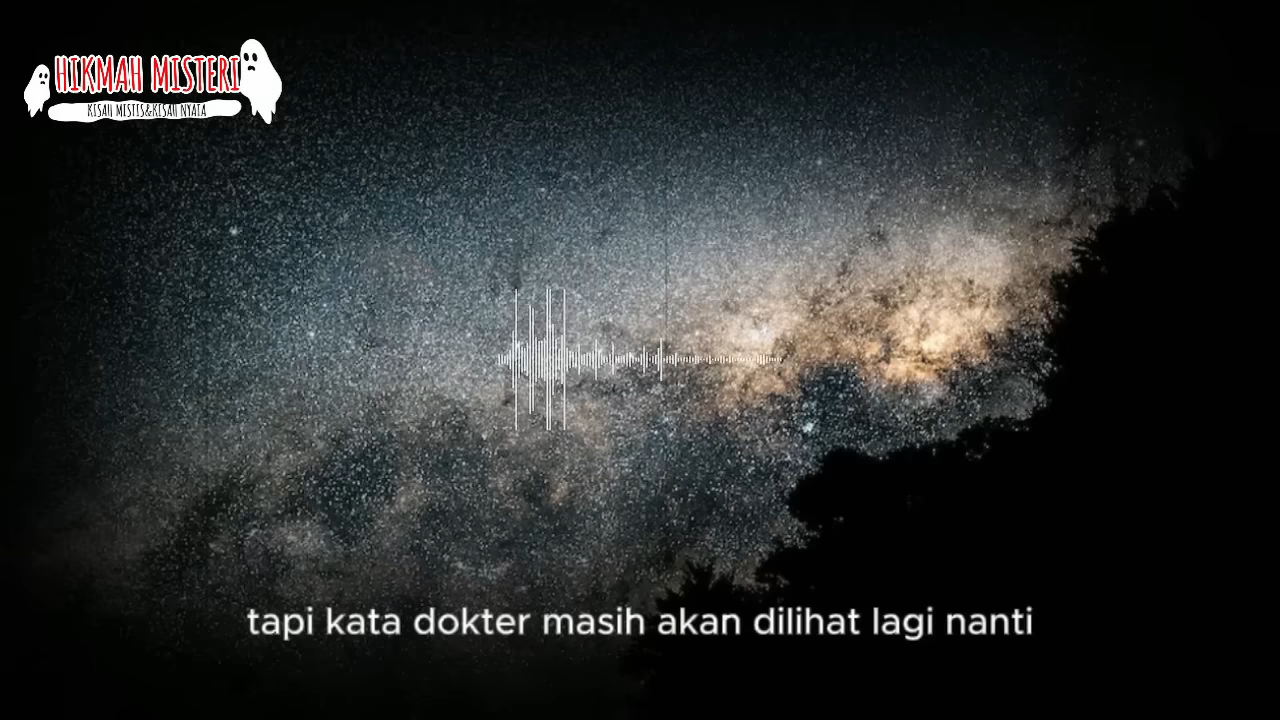 HIKMAH MISTERI
KISAH MISTIS&KISAH NYATA
tapi kata dokter masih akan dilihat lagi nanti